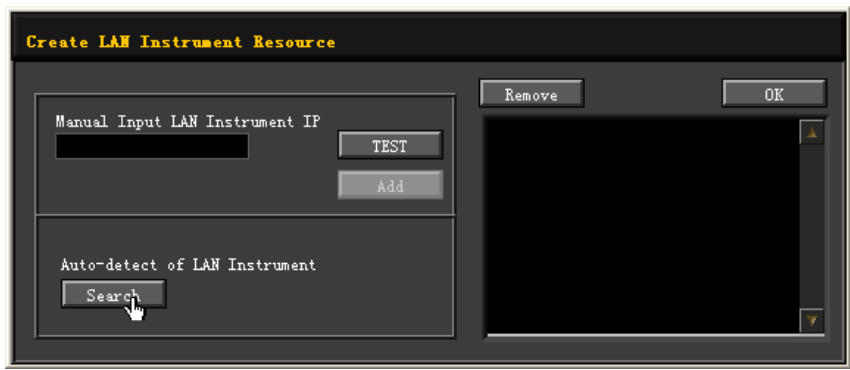 Create LAN Instrument Resource
Remove
OK
Manual Input LAN Instrument IP
TEST
Add
Auto-detect of LAN Instrument
Search